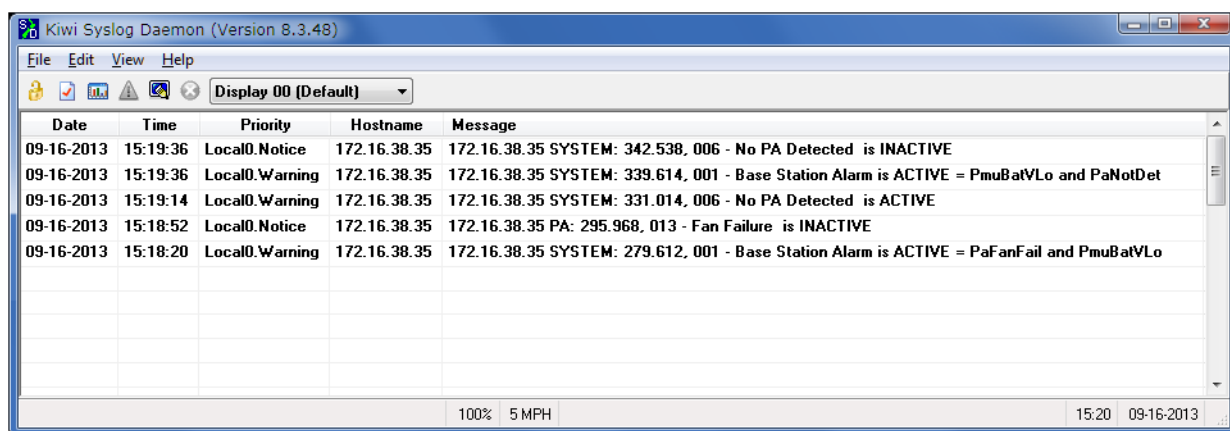 Kiwi Syslog Daemon (Version 8.3.48)
File Edit View Help
Display 00 (Default)
Date Time Priority Hostname Message
09-16-2013 15:19:36 Local0.Notice 172.16.38.35 172.16.38.35 SYSTEM: 342.538, 006 - No PA Detected is INACTIVE
09-16-2013 15:19:36 Local0.Warning 172.16.38.35 172.16.38.35 SYSTEM: 339.614, 001 - Base Station Alarm is ACTIVE = PmuBatVLo and PaNotDet
09-16-2013 15:19:14 Local0.Warning 172.16.38.35 172.16.38.35 SYSTEM: 331.014, 006 - No PA Detected is ACTIVE
09-16-2013 15:18:52 Local0.Notice 172.16.38.35 172.16.38.35 PA: 295.968, 013 - Fan Failure is INACTIVE
09-16-2013 15:18:20 Local0.Warning 172.16.38.35 172.16.38.35 SYSTEM: 279.612, 001 - Base Station Alarm is ACTIVE = PaFanFail and PmuBatVLo
100% 5 MPH 15:20 09-16-2013